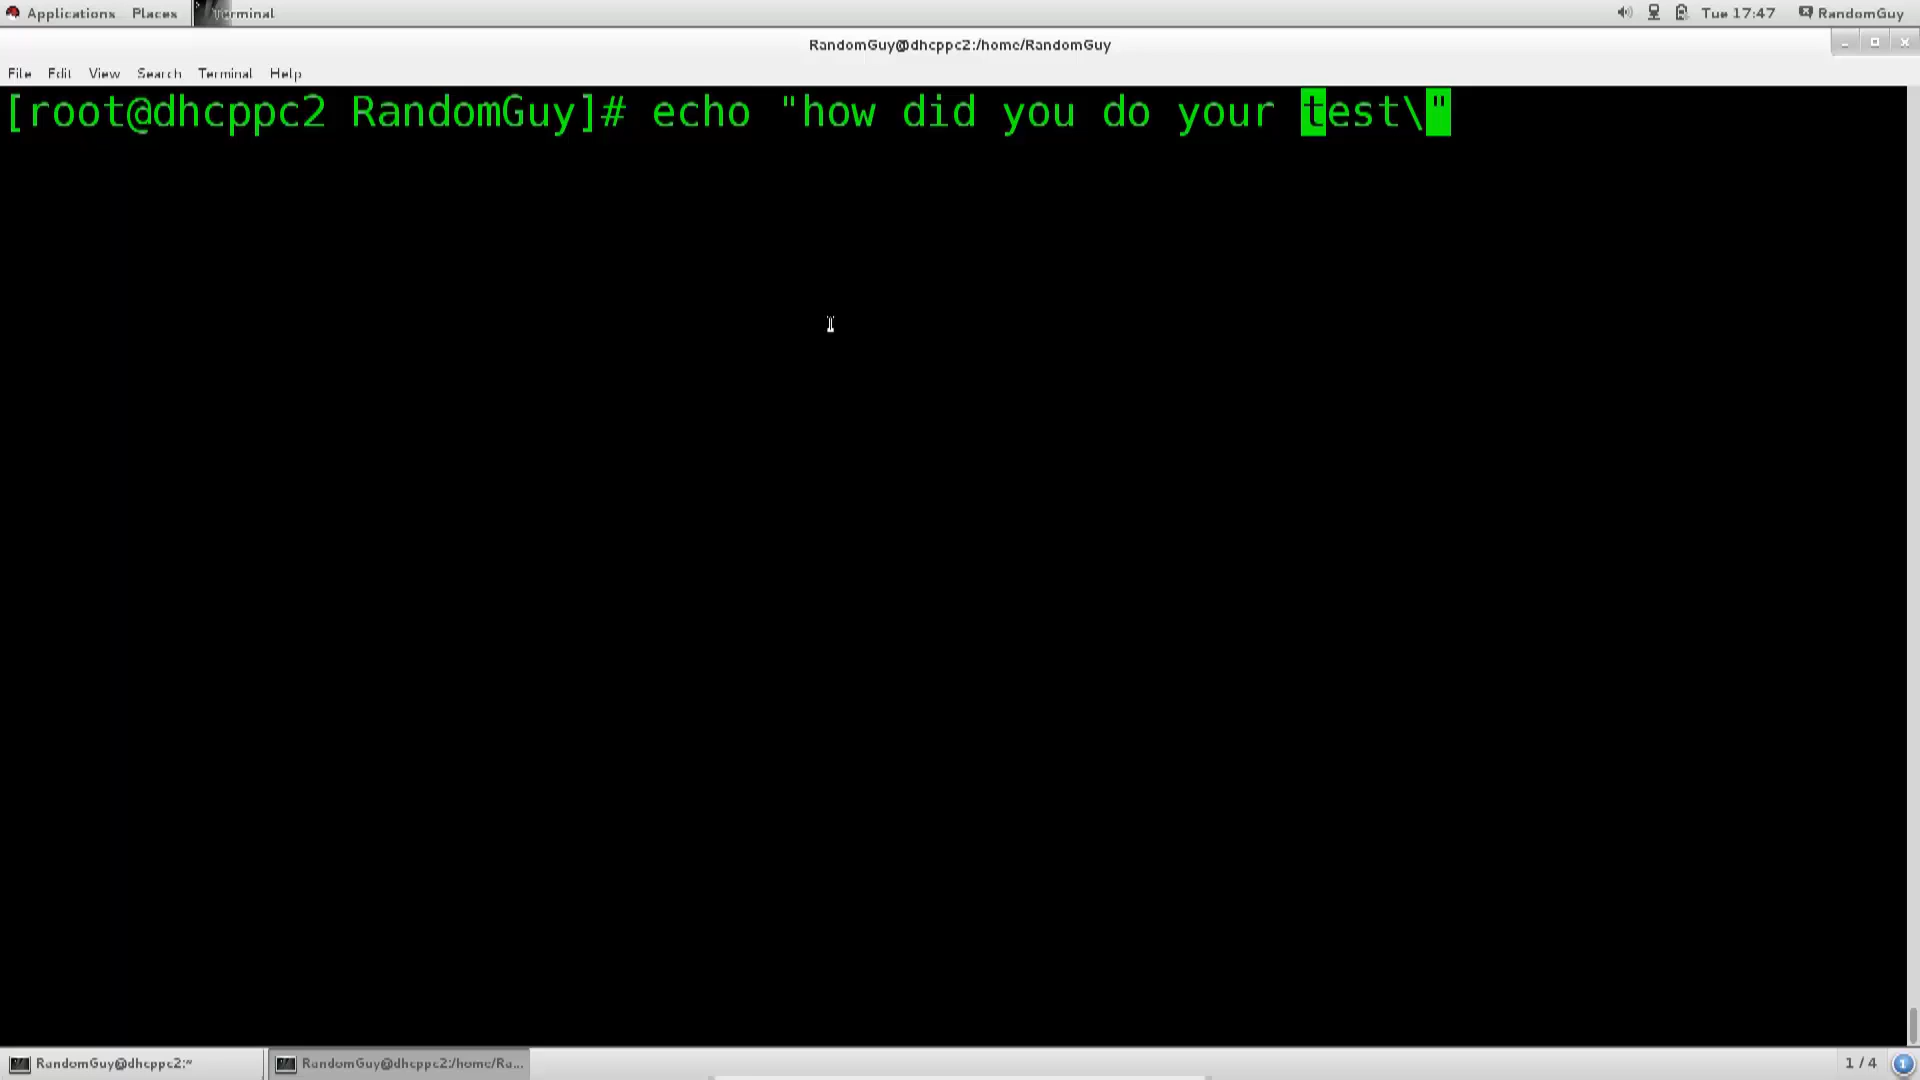 Applications Places Terminal Tue 17:47 RandomGuy
RandomGuy@dhcppc2:/home/RandomGuy
File Edit View Search Terminal Help
[root@dhcppc2 RandomGuy]# echo "how did you do your test\"
RandomGuy@dhcppc2:~ RandomGuy@dhcppc2:/home/Ra... 1 / 4 1